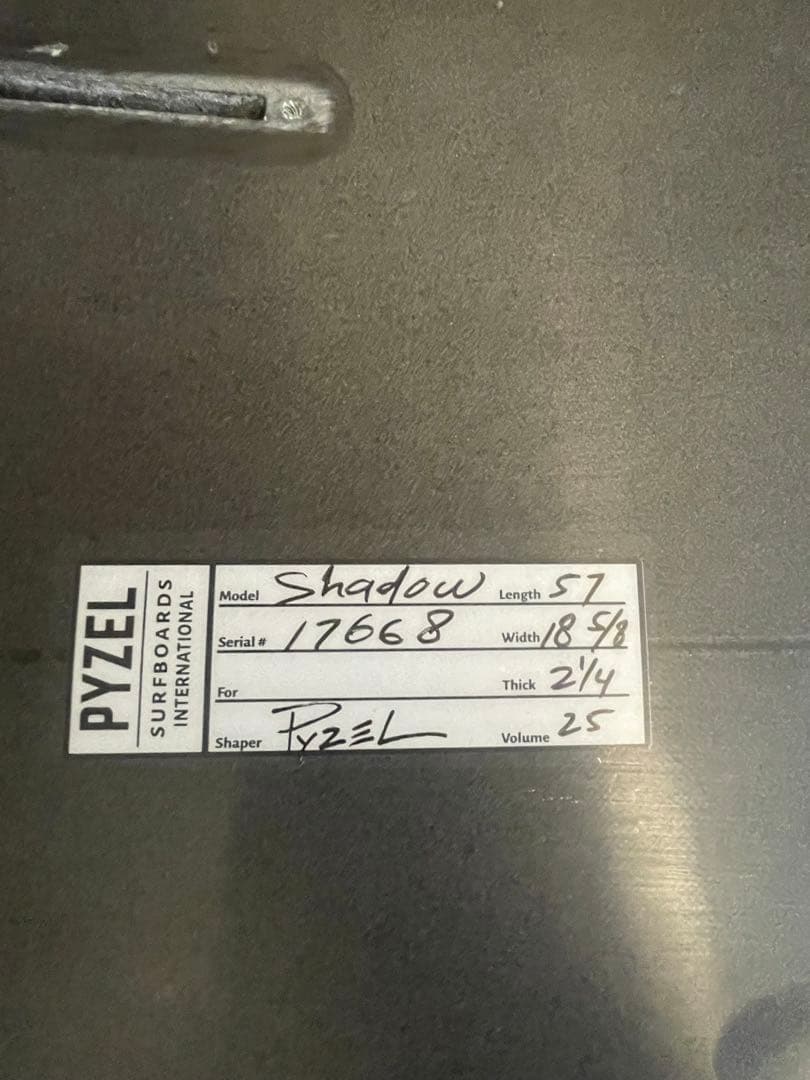 PYZEL
SURFBOARDS
INTERNATIONAL
Model Shadow Length 57
Serial # 17668 Width 18 5/8
For Thick 2 1/4
Shaper PYZEL Volume 25